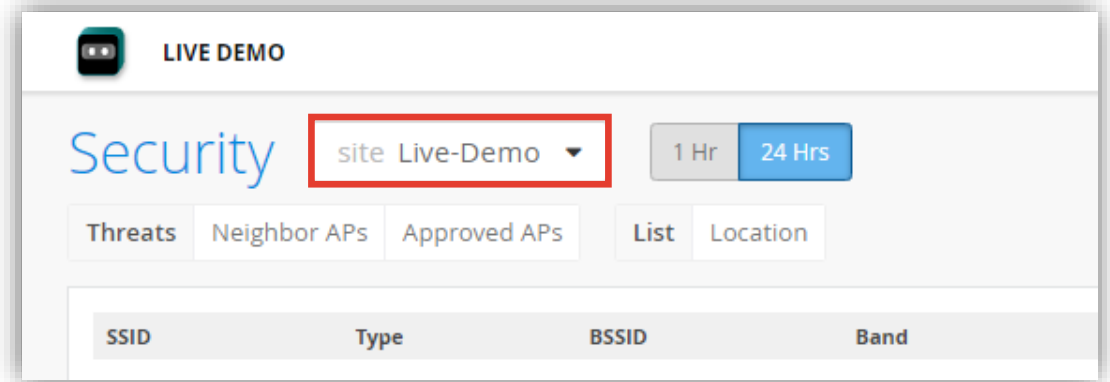 LIVE DEMO
Security site Live-Demo 1 Hr 24 Hrs
Threats Neighbor APs Approved APs List Location
SSID Type BSSID Band